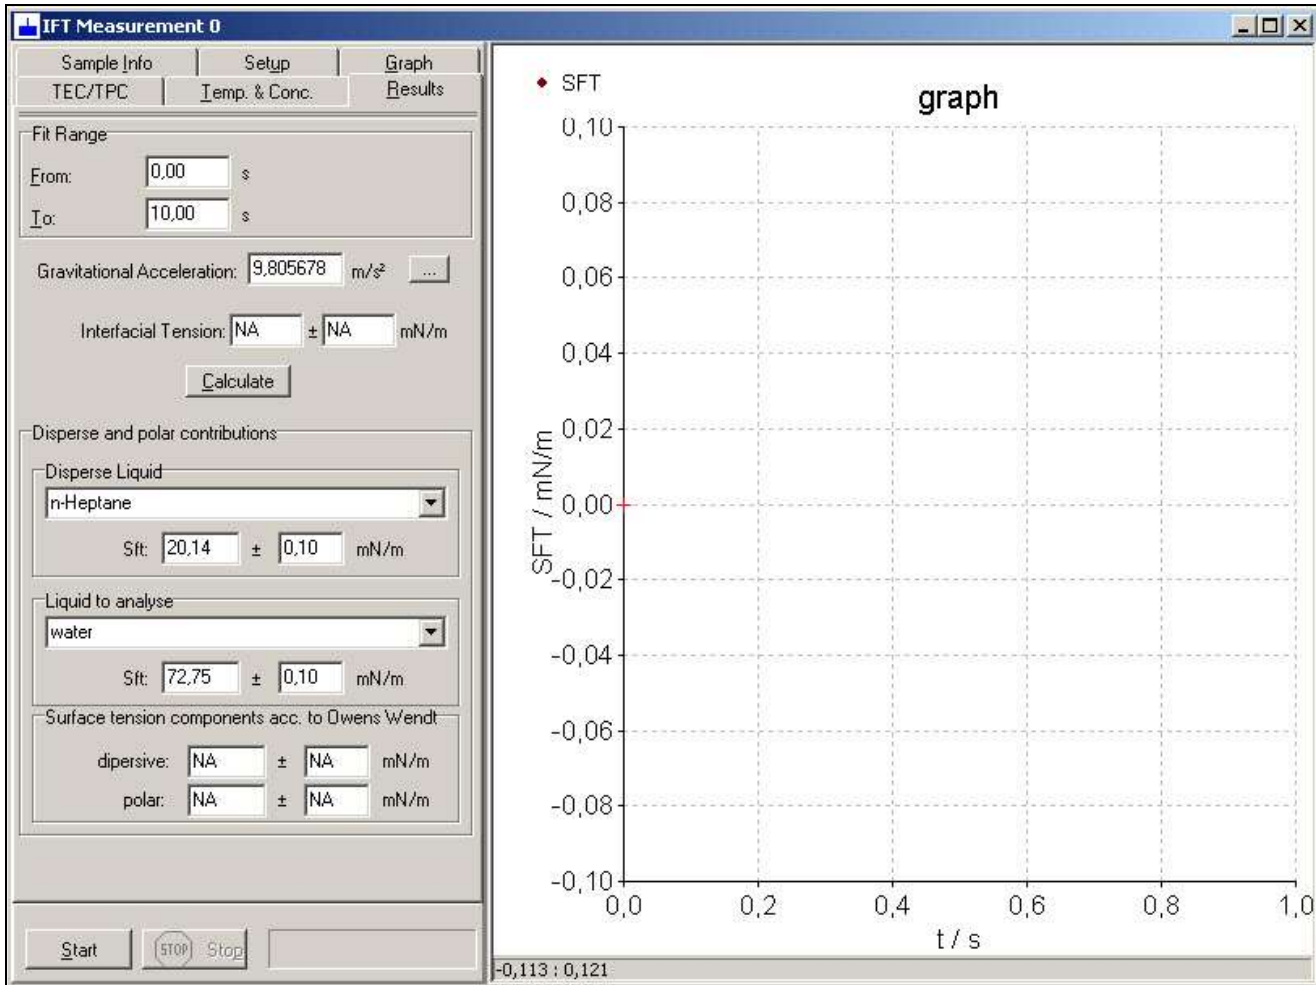 IFT Measurement 0
Sample Info Setup Graph
TEC/TPC Temp. & Conc. Results
Fit Range
From: 0,00 s
To: 10,00 s
Gravitational Acceleration: 9,805678 m/s² ...
Interfacial Tension: NA ± NA mN/m
Calculate
Disperse and polar contributions
Disperse Liquid
n-Heptane
Sft: 20,14 ± 0,10 mN/m
Liquid to analyse
water
Sft: 72,75 ± 0,10 mN/m
Surface tension components acc. to Owens Wendt
dipersive: NA ± NA mN/m
polar: NA ± NA mN/m
Start STOP Stop
SFT
graph
0,10
0,08
0,06
0,04
0,02
0,00
-0,02
-0,04
-0,06
-0,08
-0,10
SFT / mN/m
0,0 0,2 0,4 0,6 0,8 1,0
t / s
-0,113 : 0,121